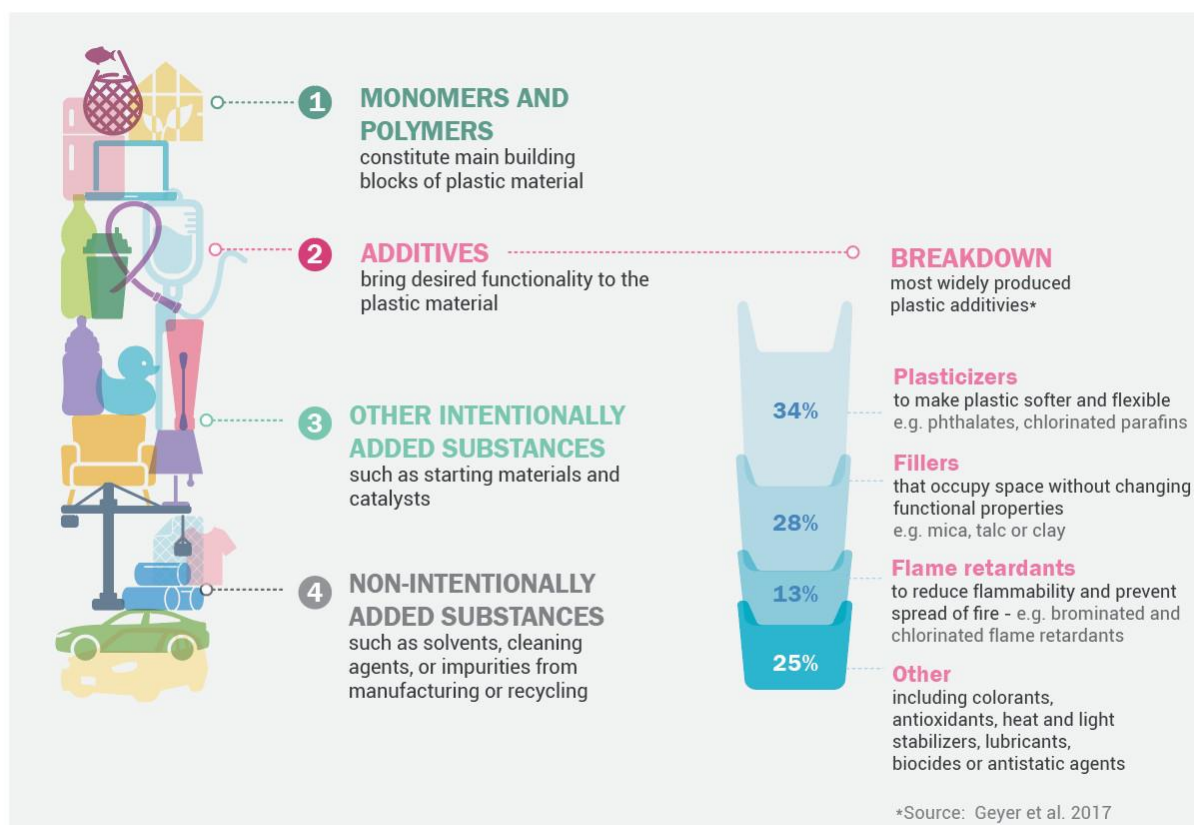 1
MONOMERS AND
POLYMERS
constitute main building
blocks of plastic material
2
ADDITIVES
bring desired functionality to the
plastic material
3
OTHER INTENTIONALLY
ADDED SUBSTANCES
such as starting materials and
catalysts
4
NON-INTENTIONALLY
ADDED SUBSTANCES
such as solvents, cleaning
agents, or impurities from
manufacturing or recycling
BREAKDOWN
most widely produced
plastic additivies*
34%
Plasticizers
to make plastic softer and flexible
e.g. phthalates, chlorinated parafins
28%
Fillers
that occupy space without changing
functional properties
e.g. mica, talc or clay
13%
Flame retardants
to reduce flammability and prevent
spread of fire - e.g. brominated and
chlorinated flame retardants
25%
Other
including colorants,
antioxidants, heat and light
stabilizers, lubricants,
biocides or antistatic agents
*Source: Geyer et al. 2017